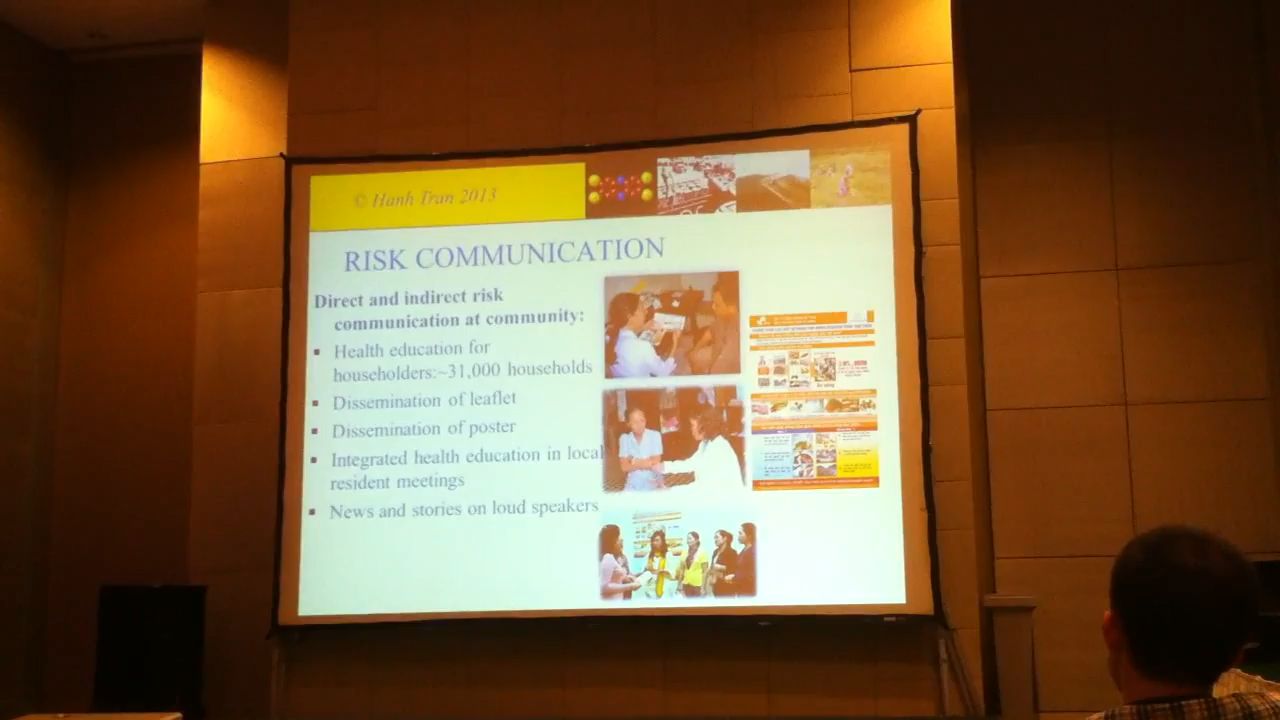 © Hanh Tran 2013
RISK COMMUNICATION
Direct and indirect risk
communication at community:
▪ Health education for
householders:~31,000 households
▪ Dissemination of leaflet
▪ Dissemination of poster
▪ Integrated health education in local
resident meetings
▪ News and stories on loud speakers